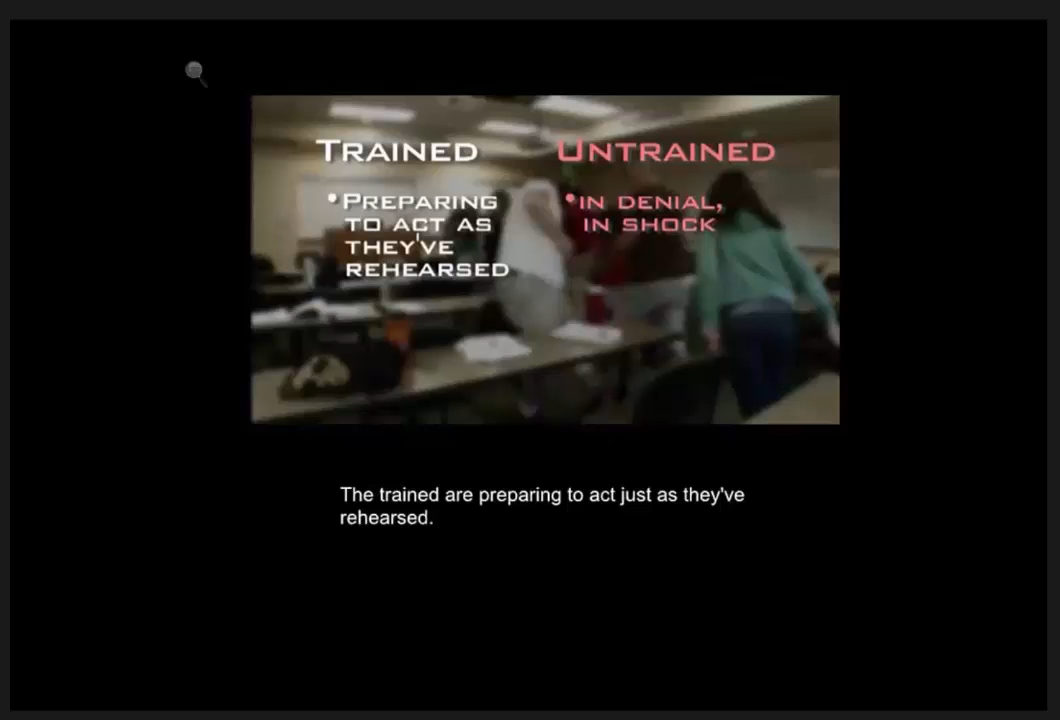 TRAINED
UNTRAINED
• PREPARING
TO ACT AS
THEY'VE
REHEARSED
• IN DENIAL,
IN SHOCK
The trained are preparing to act just as they've
rehearsed.